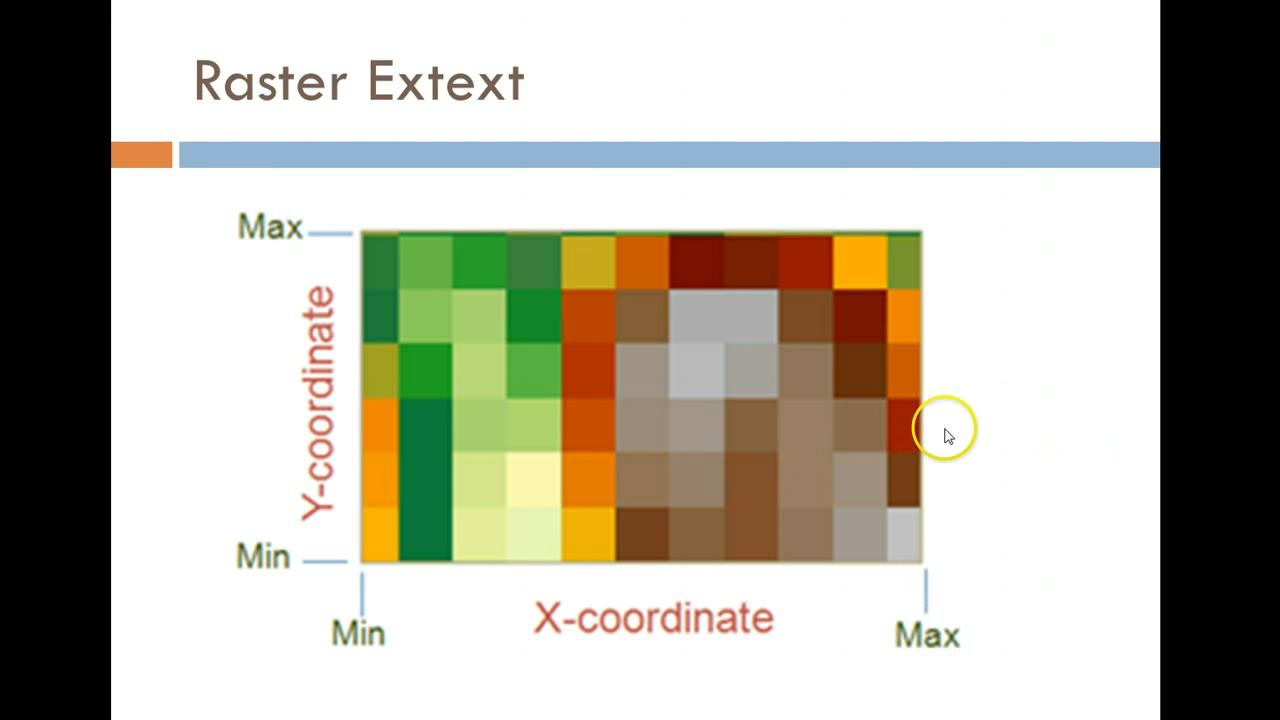 Raster Extext
Max
Y-coordinate
Min
Min
X-coordinate
Max